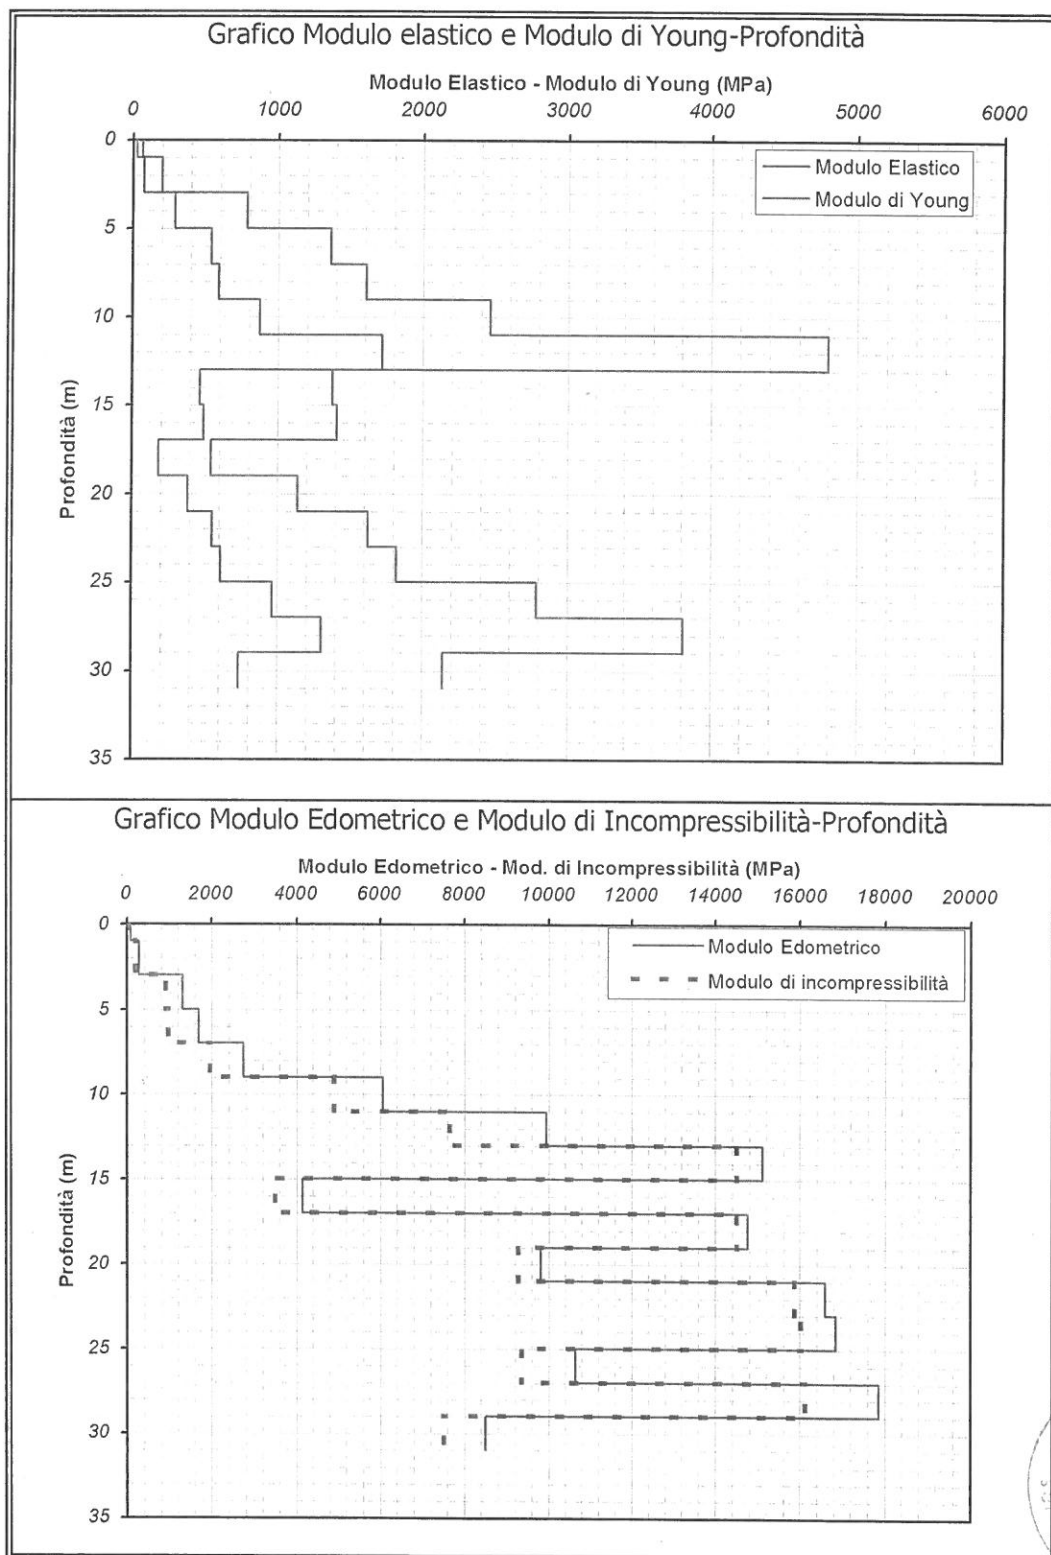 Grafico Modulo elastico e Modulo di Young-Profondità
Modulo Elastico - Modulo di Young (MPa)
0 1000 2000 3000 4000 5000 6000
0
5
10
15
20
25
30
35
Profondità (m)
Modulo Elastico
Modulo di Young
Grafico Modulo Edometrico e Modulo di Incompressibilità-Profondità
Modulo Edometrico - Mod. di Incompressibilità (MPa)
0 2000 4000 6000 8000 10000 12000 14000 16000 18000 20000
0
5
10
15
20
25
30
35
Profondità (m)
Modulo Edometrico
Modulo di incompressibilità